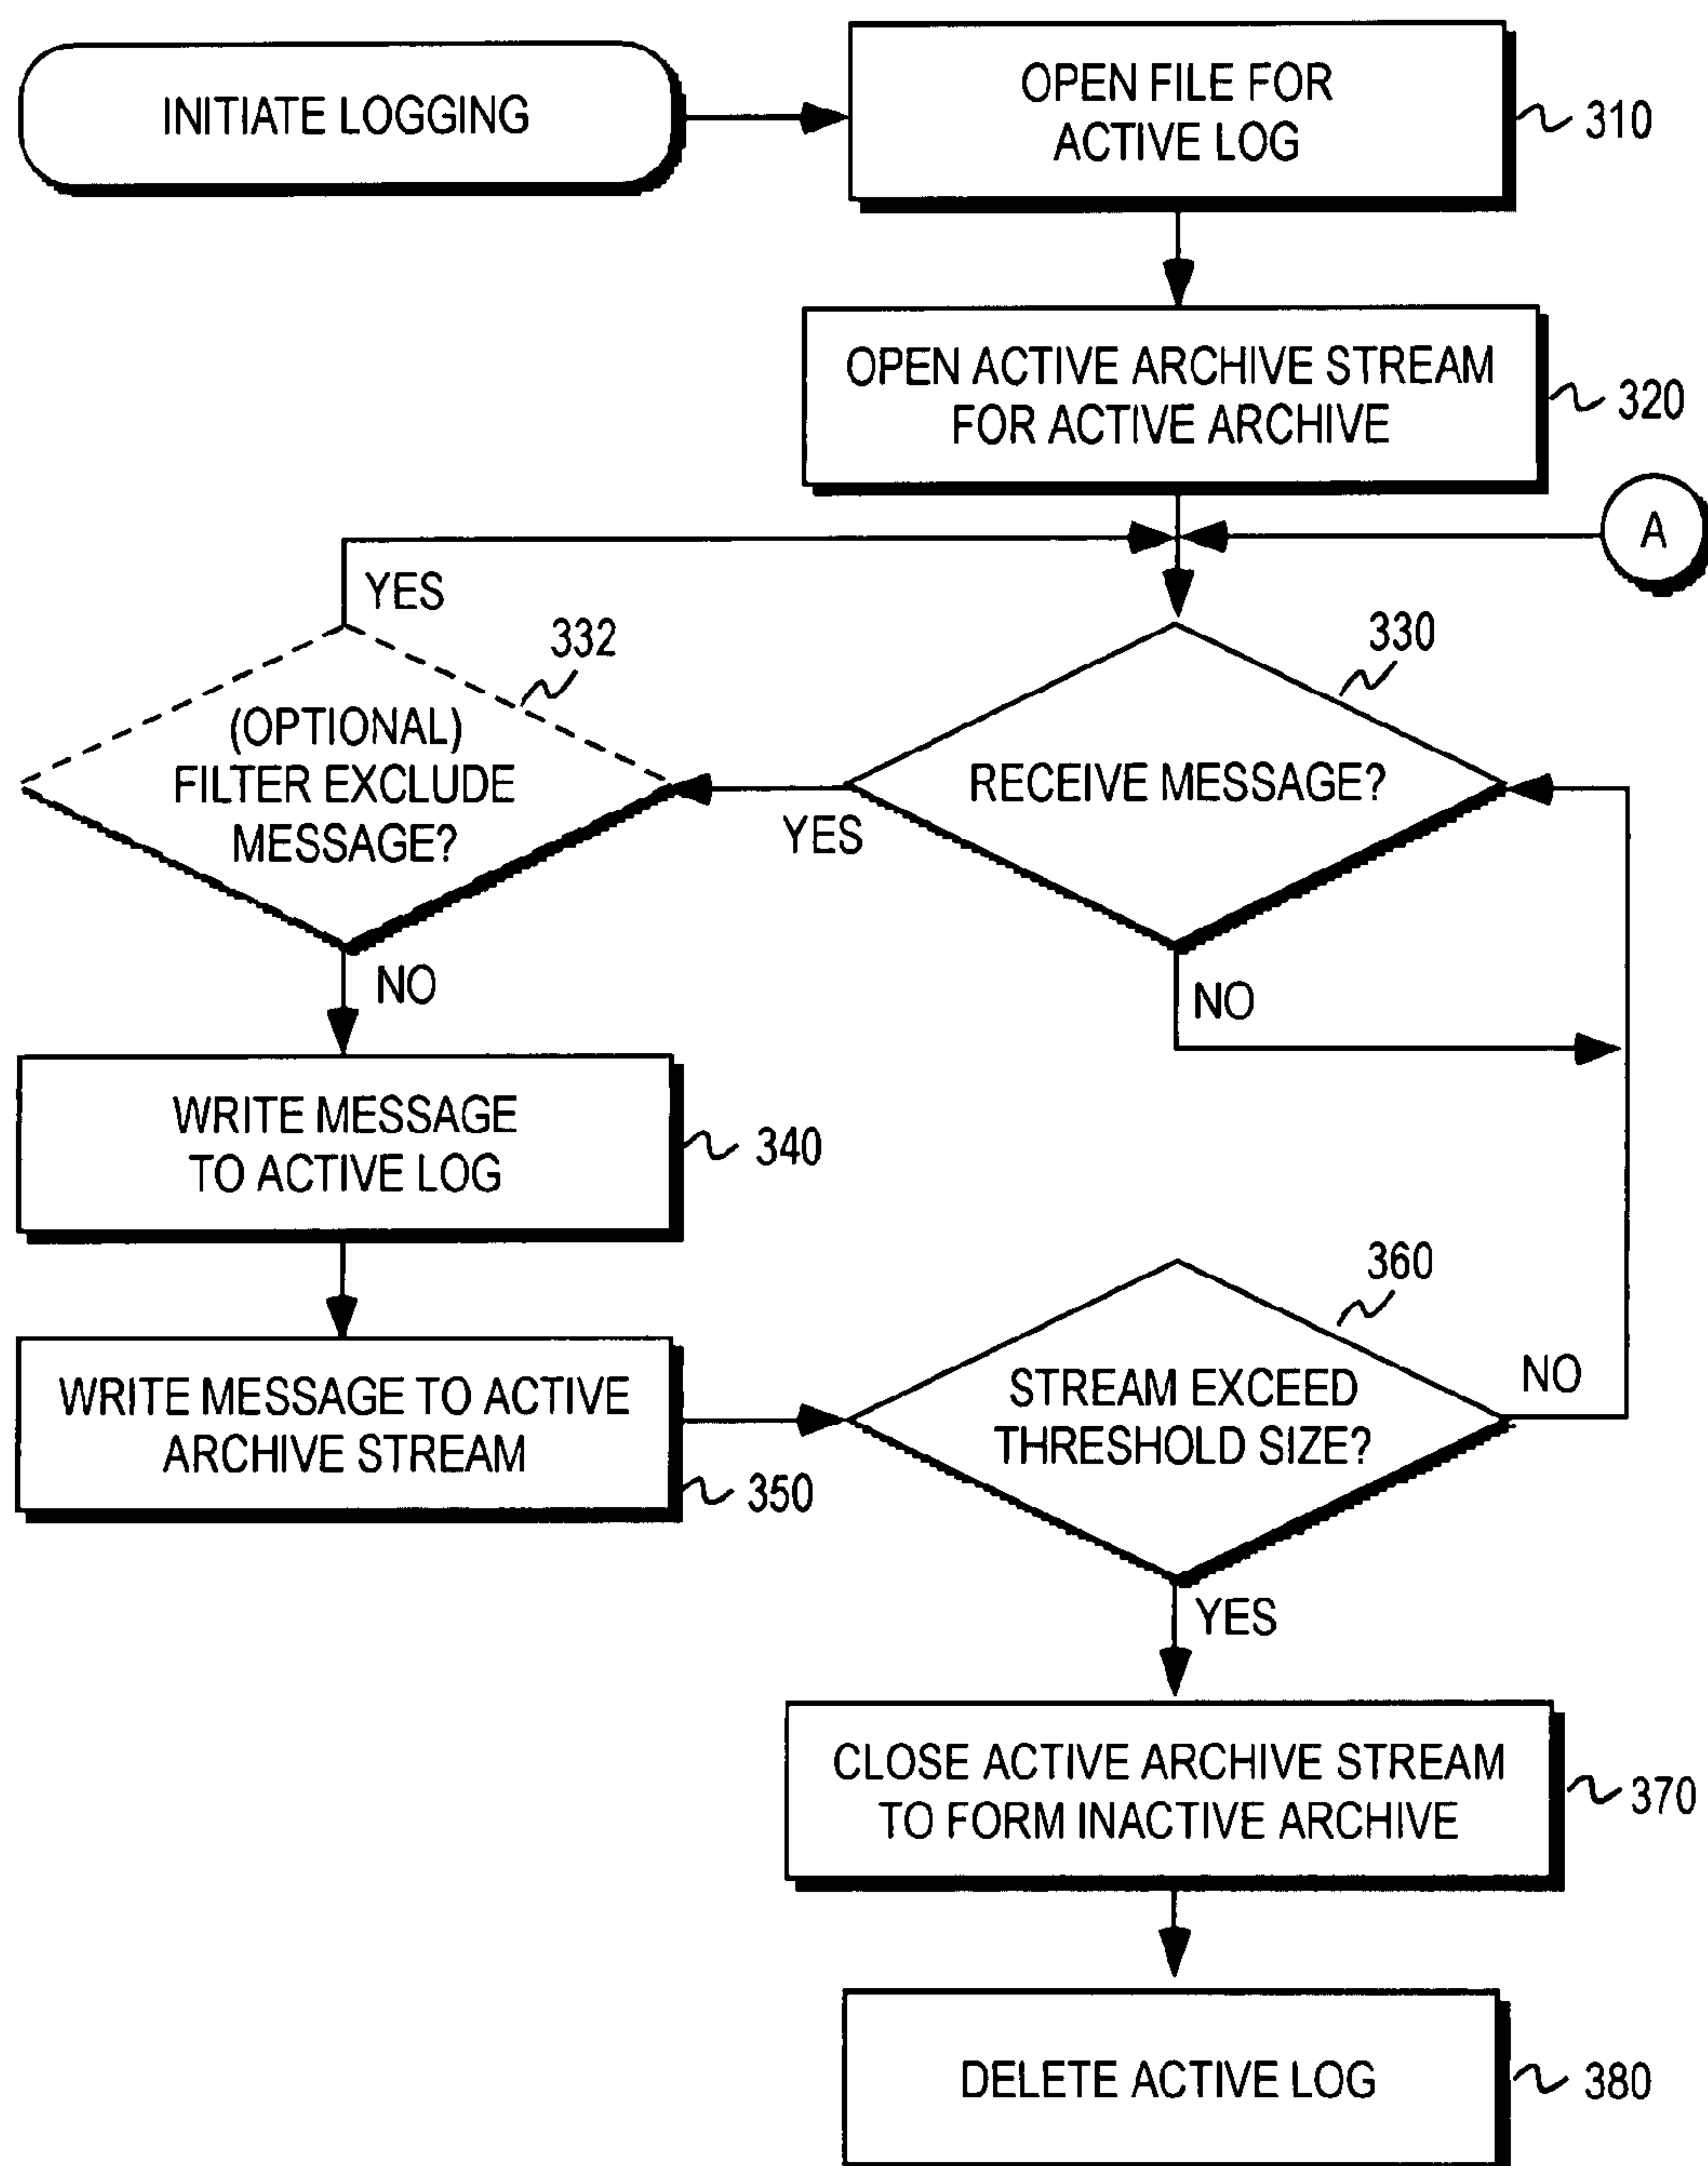 INITIATE LOGGING
OPEN FILE FOR
ACTIVE LOG
310
OPEN ACTIVE ARCHIVE STREAM
FOR ACTIVE ARCHIVE
320
A
YES
332
330
(OPTIONAL)
FILTER EXCLUDE
MESSAGE?
RECEIVE MESSAGE?
YES
NO
NO
WRITE MESSAGE
TO ACTIVE LOG
340
360
WRITE MESSAGE TO ACTIVE
ARCHIVE STREAM
350
STREAM EXCEED
THRESHOLD SIZE?
NO
YES
CLOSE ACTIVE ARCHIVE STREAM
TO FORM INACTIVE ARCHIVE
370
DELETE ACTIVE LOG
380